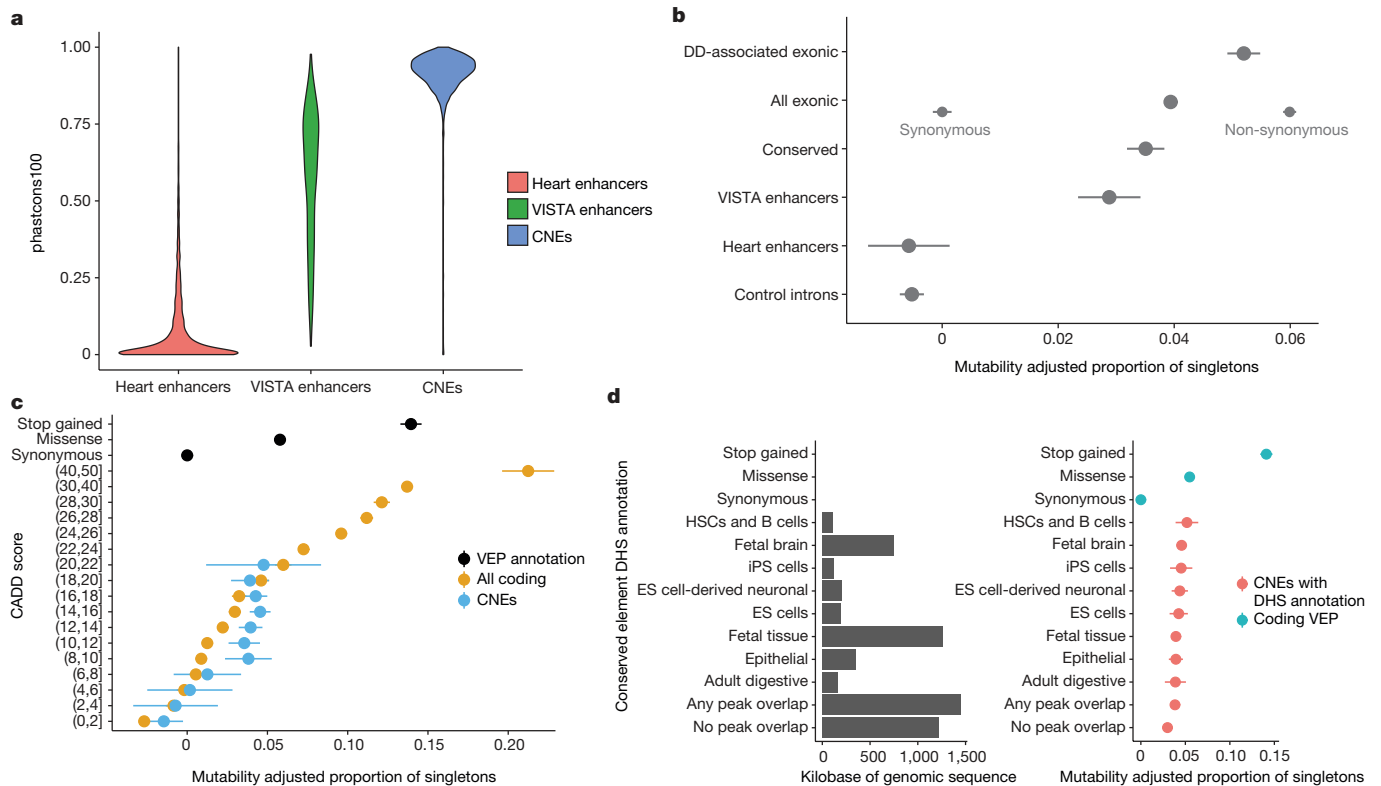 a
1.00
0.75
0.50
0.25
0
phastcons100
Heart enhancers
VISTA enhancers
CNEs
Heart enhancers
VISTA enhancers
CNEs
b
DD-associated exonic
All exonic
Synonymous
Non-synonymous
Conserved
VISTA enhancers
Heart enhancers
Control introns
0
0.02
0.04
0.06
Mutability adjusted proportion of singletons
c
Stop gained
Missense
Synonymous
(40,50]
(30,40]
(28,30]
(26,28]
(24,26]
(22,24]
(20,22]
(18,20]
(16,18]
(14,16]
(12,14]
(10,12]
(8,10]
(6,8]
(4,6]
(2,4]
(0,2]
CADD score
VEP annotation
All coding
CNEs
0
0.05
0.10
0.15
0.20
Mutability adjusted proportion of singletons
d
Conserved element DHS annotation
Stop gained
Missense
Synonymous
HSCs and B cells
Fetal brain
iPS cells
ES cell-derived neuronal
ES cells
Fetal tissue
Epithelial
Adult digestive
Any peak overlap
No peak overlap
0
500
1,000
1,500
Kilobase of genomic sequence
Stop gained
Missense
Synonymous
HSCs and B cells
Fetal brain
iPS cells
ES cell-derived neuronal
ES cells
Fetal tissue
Epithelial
Adult digestive
Any peak overlap
No peak overlap
CNEs with
DHS annotation
Coding VEP
0
0.05
0.10
0.15
Mutability adjusted proportion of singletons